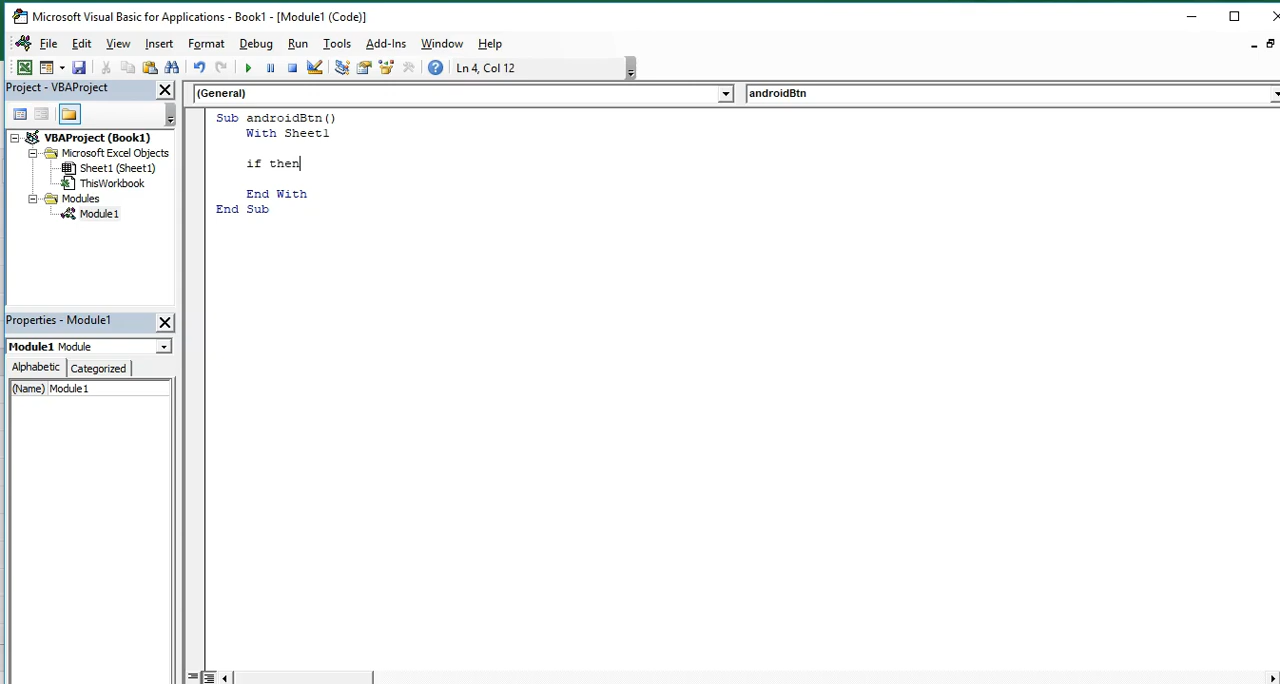 Microsoft Visual Basic for Applications - Book1 - [Module1 (Code)]
File Edit View Insert Format Debug Run Tools Add-Ins Window Help
Ln 4, Col 12
Project - VBAProject
(General)
androidBtn
VBAProject (Book1)
Microsoft Excel Objects
Sheet1 (Sheet1)
ThisWorkbook
Modules
Module1
Properties - Module1
Module1 Module
Alphabetic Categorized
(Name) Module1
Sub androidBtn()
With Sheet1
if then
End With
End Sub